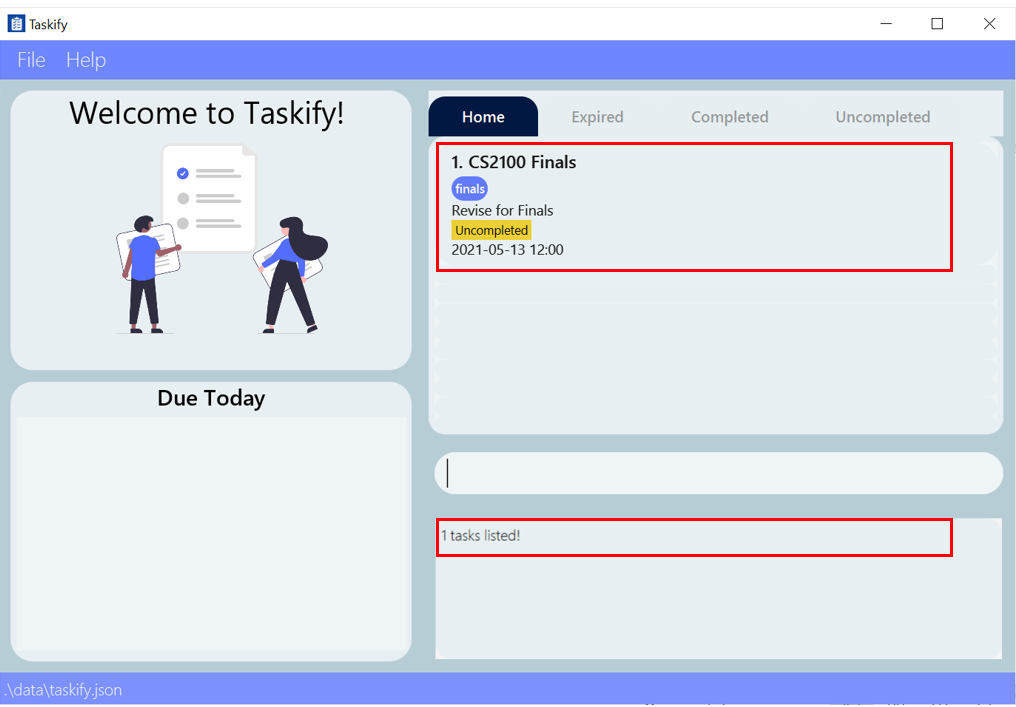 Taskify
File Help
Welcome to Taskify!
Home Expired Completed Uncompleted
1. CS2100 Finals
finals
Revise for Finals
Uncompleted
2021-05-13 12:00
Due Today
1 tasks listed!
.\data\taskify.json